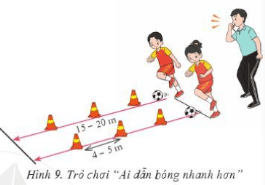 15 – 20 m
4 – 5 m
Hình 9. Trò chơi “Ai dẫn bóng nhanh hơn”